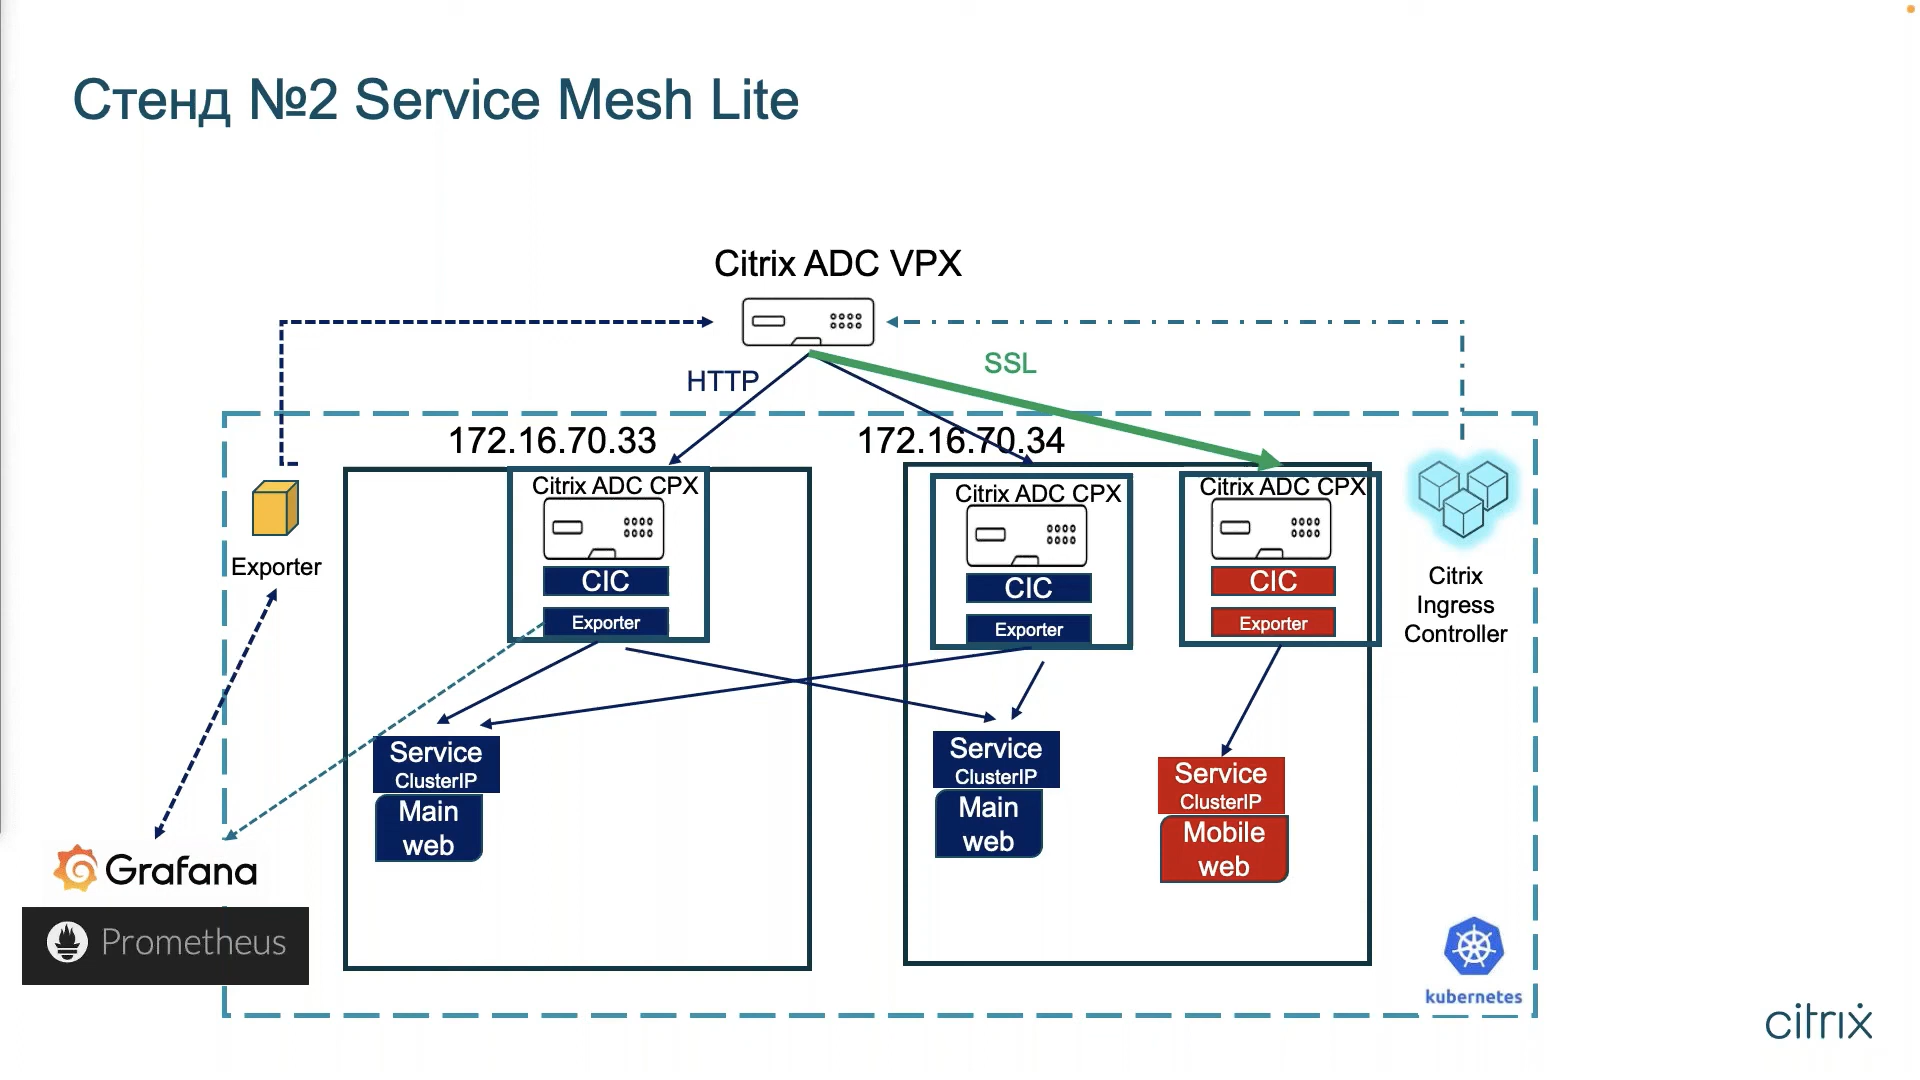 Стенд №2 Service Mesh Lite
Citrix ADC VPX
HTTP
SSL
172.16.70.33
172.16.70.34
Citrix ADC CPX
CIC
Exporter
Citrix ADC CPX
CIC
Exporter
Citrix ADC CPX
CIC
Exporter
Exporter
Citrix
Ingress
Controller
Service
ClusterIP
Main
web
Service
ClusterIP
Main
web
Service
ClusterIP
Mobile
web
Grafana
Prometheus
kubernetes
citrix